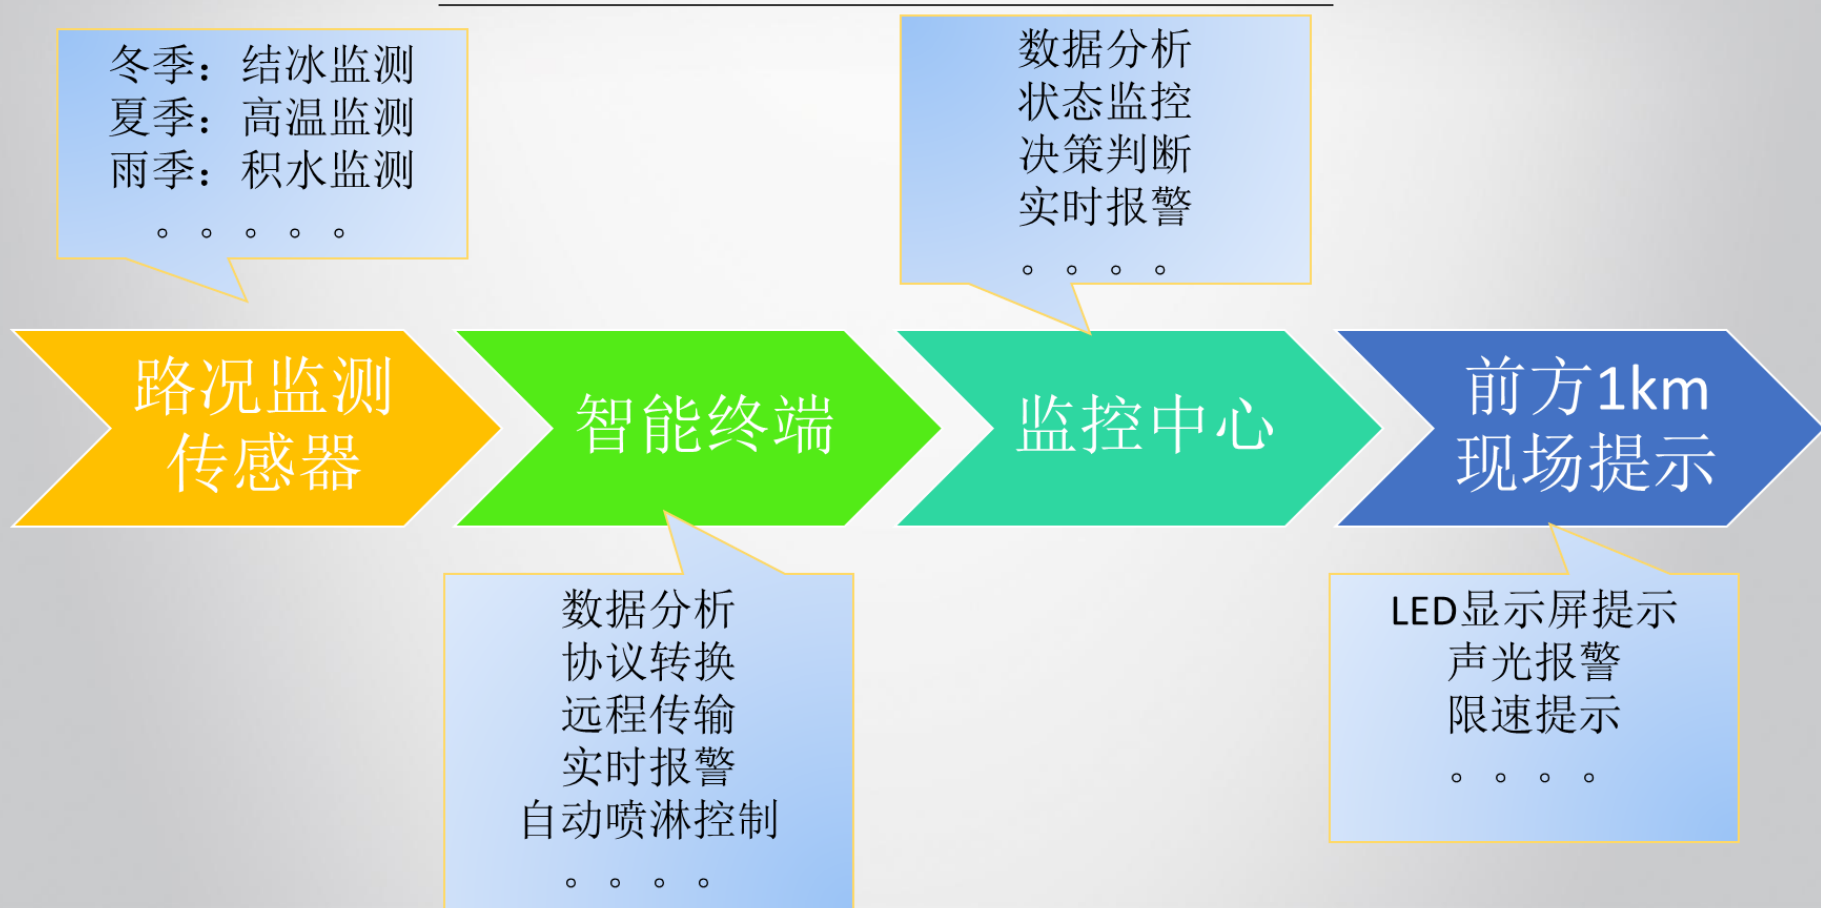 冬季：结冰监测
夏季：高温监测
雨季：积水监测
。。。。。
数据分析
状态监控
决策判断
实时报警
。。。。
路况监测
传感器
智能终端
监控中心
前方1km
现场提示
数据分析
协议转换
远程传输
实时报警
自动喷淋控制
。。。。
LED显示屏提示
声光报警
限速提示
。。。。